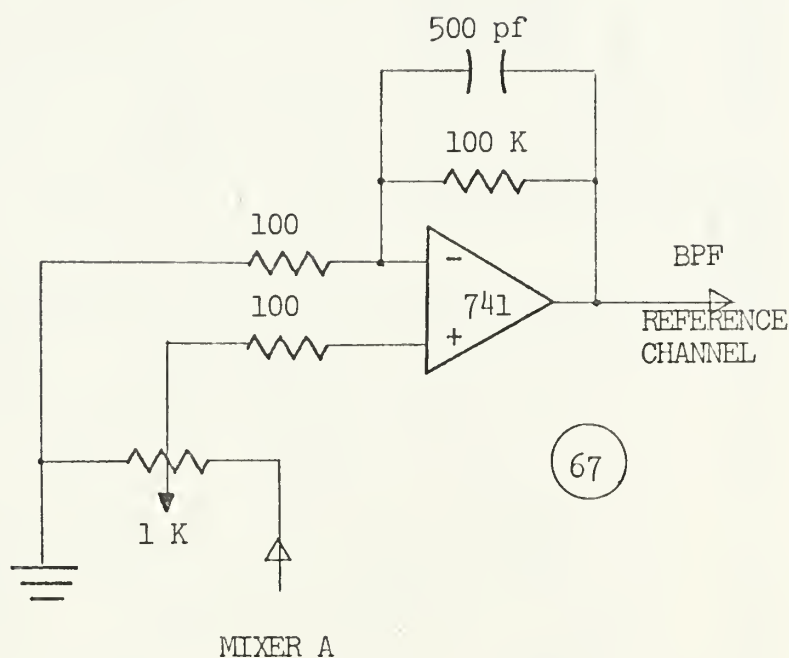 500 pf
100 K
100
100
741
BPF
REFERENCE
CHANNEL
67
1 K
MIXER A